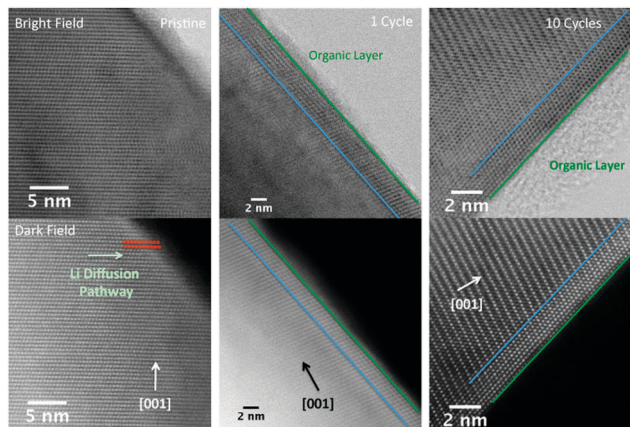 Bright Field
Pristine
5 nm
1 Cycle
Organic Layer
2 nm
10 Cycles
Organic Layer
2 nm
Dark Field
Li Diffusion
Pathway
[001]
5 nm
[001]
2 nm
[001]
2 nm